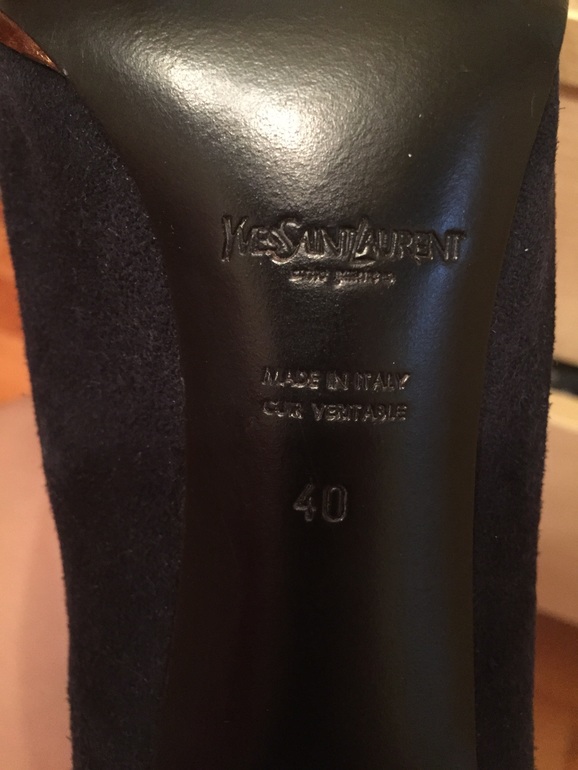 YVESSAINTLAURENT
MADE IN ITALY
CUIR VERITABLE
40